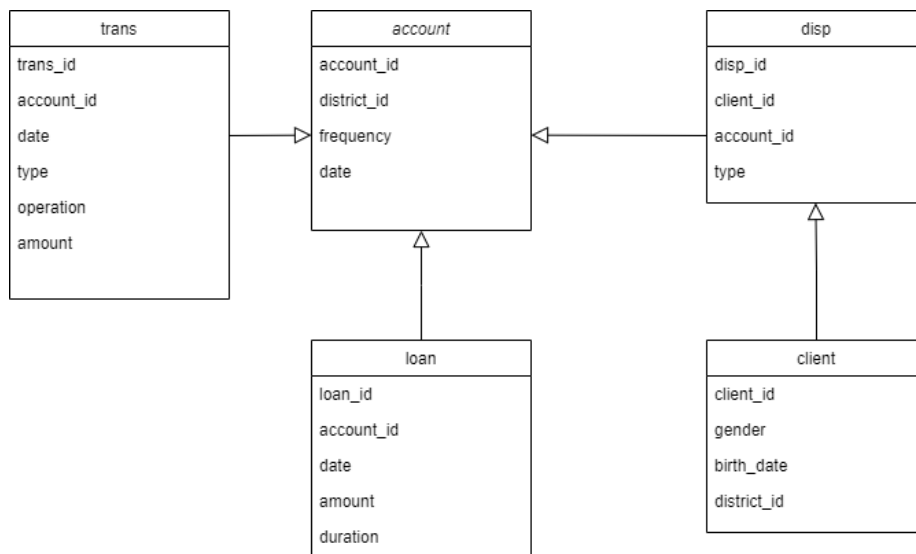 trans
trans_id
account_id
date
type
operation
amount
account
account_id
district_id
frequency
date
disp
disp_id
client_id
account_id
type
loan
loan_id
account_id
date
amount
duration
client
client_id
gender
birth_date
district_id